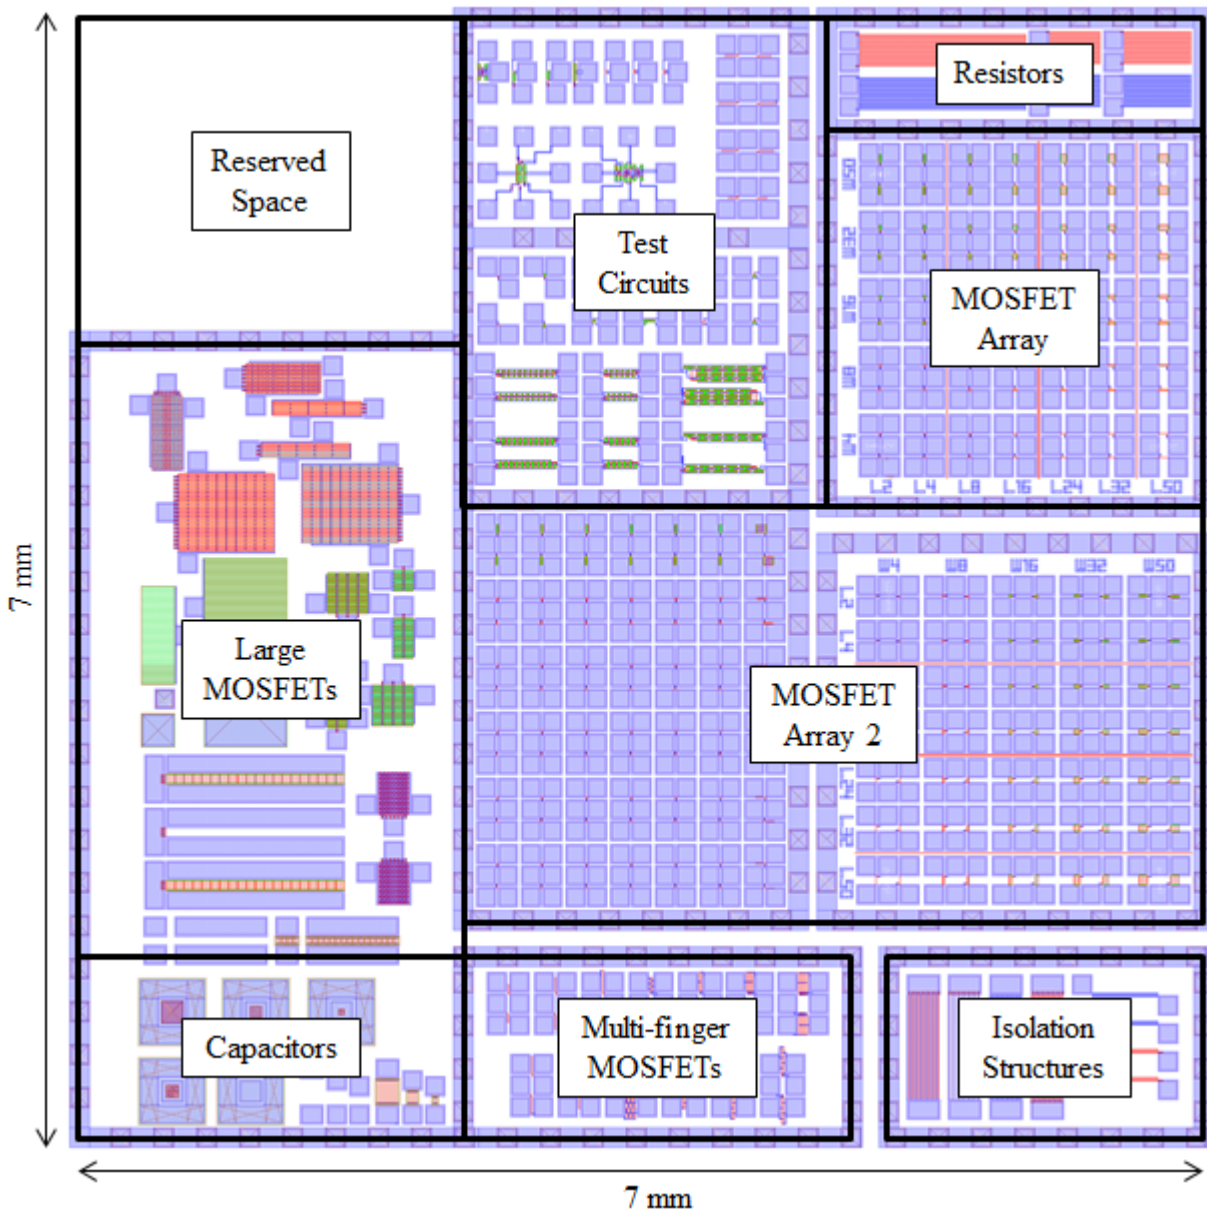 Reserved
Space
Test
Circuits
Resistors
W50
W32
W16
W8
W4
MOSFET
Array
L2 L4 L8 L16 L24 L32 L50
7 mm
Large
MOSFETs
W4 W8 W16 W32 W50
L2
L4
MOSFET
Array 2
L24
L32
L50
Capacitors
Multi-finger
MOSFETs
Isolation
Structures
7 mm